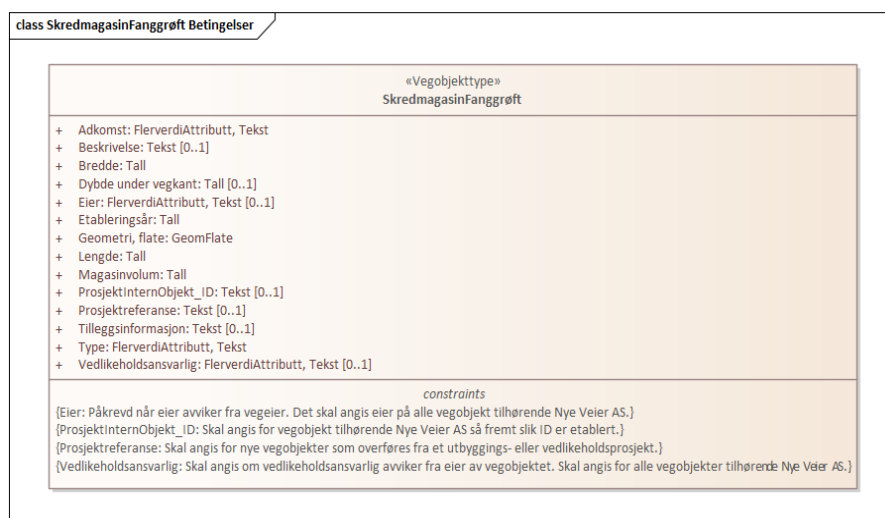 class SkredmagasinFanggrøft Betingelser
«Vegobjekttype»
SkredmagasinFanggrøft
+ Adkomst: FlerverdiAttributt, Tekst
+ Beskrivelse: Tekst [0..1]
+ Bredde: Tall
+ Dybde under vegkant: Tall [0..1]
+ Eier: FlerverdiAttributt, Tekst [0..1]
+ Etableringsår: Tall
+ Geometri, flate: GeomFlate
+ Lengde: Tall
+ Magasinvolum: Tall
+ ProsjektInternObjekt_ID: Tekst [0..1]
+ Prosjektreferanse: Tekst [0..1]
+ Tilleggsinformasjon: Tekst [0..1]
+ Type: FlerverdiAttributt, Tekst
+ Vedlikeholdsansvarlig: FlerverdiAttributt, Tekst [0..1]
constraints
{Eier: Påkrevd når eier avviker fra vegeier. Det skal angis eier på alle vegobjekt tilhørende Nye Veier AS.}
{ProsjektInternObjekt_ID: Skal angis for vegobjekt tilhørende Nye Veier AS så fremt slik ID er etablert.}
{Prosjektreferanse: Skal angis for nye vegobjekter som overføres fra et utbyggings- eller vedlikeholdsprosjekt.}
{Vedlikeholdsansvarlig: Skal angis om vedlikeholdsansvarlig avviker fra eier av vegobjektet. Skal angis for alle vegobjekter tilhørende Nye Veier AS.}